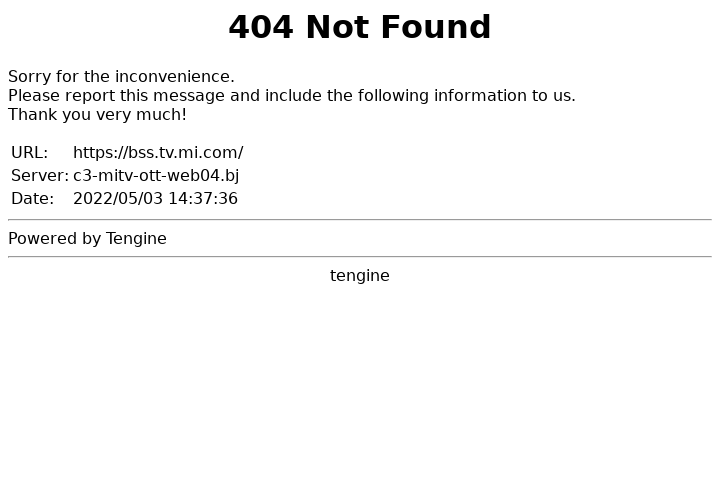 404 Not Found
Sorry for the inconvenience.
Please report this message and include the following information to us.
Thank you very much!
URL: https://bss.tv.mi.com/
Server: c3-mitv-ott-web04.bj
Date: 2022/05/03 14:37:36
Powered by Tengine
tengine